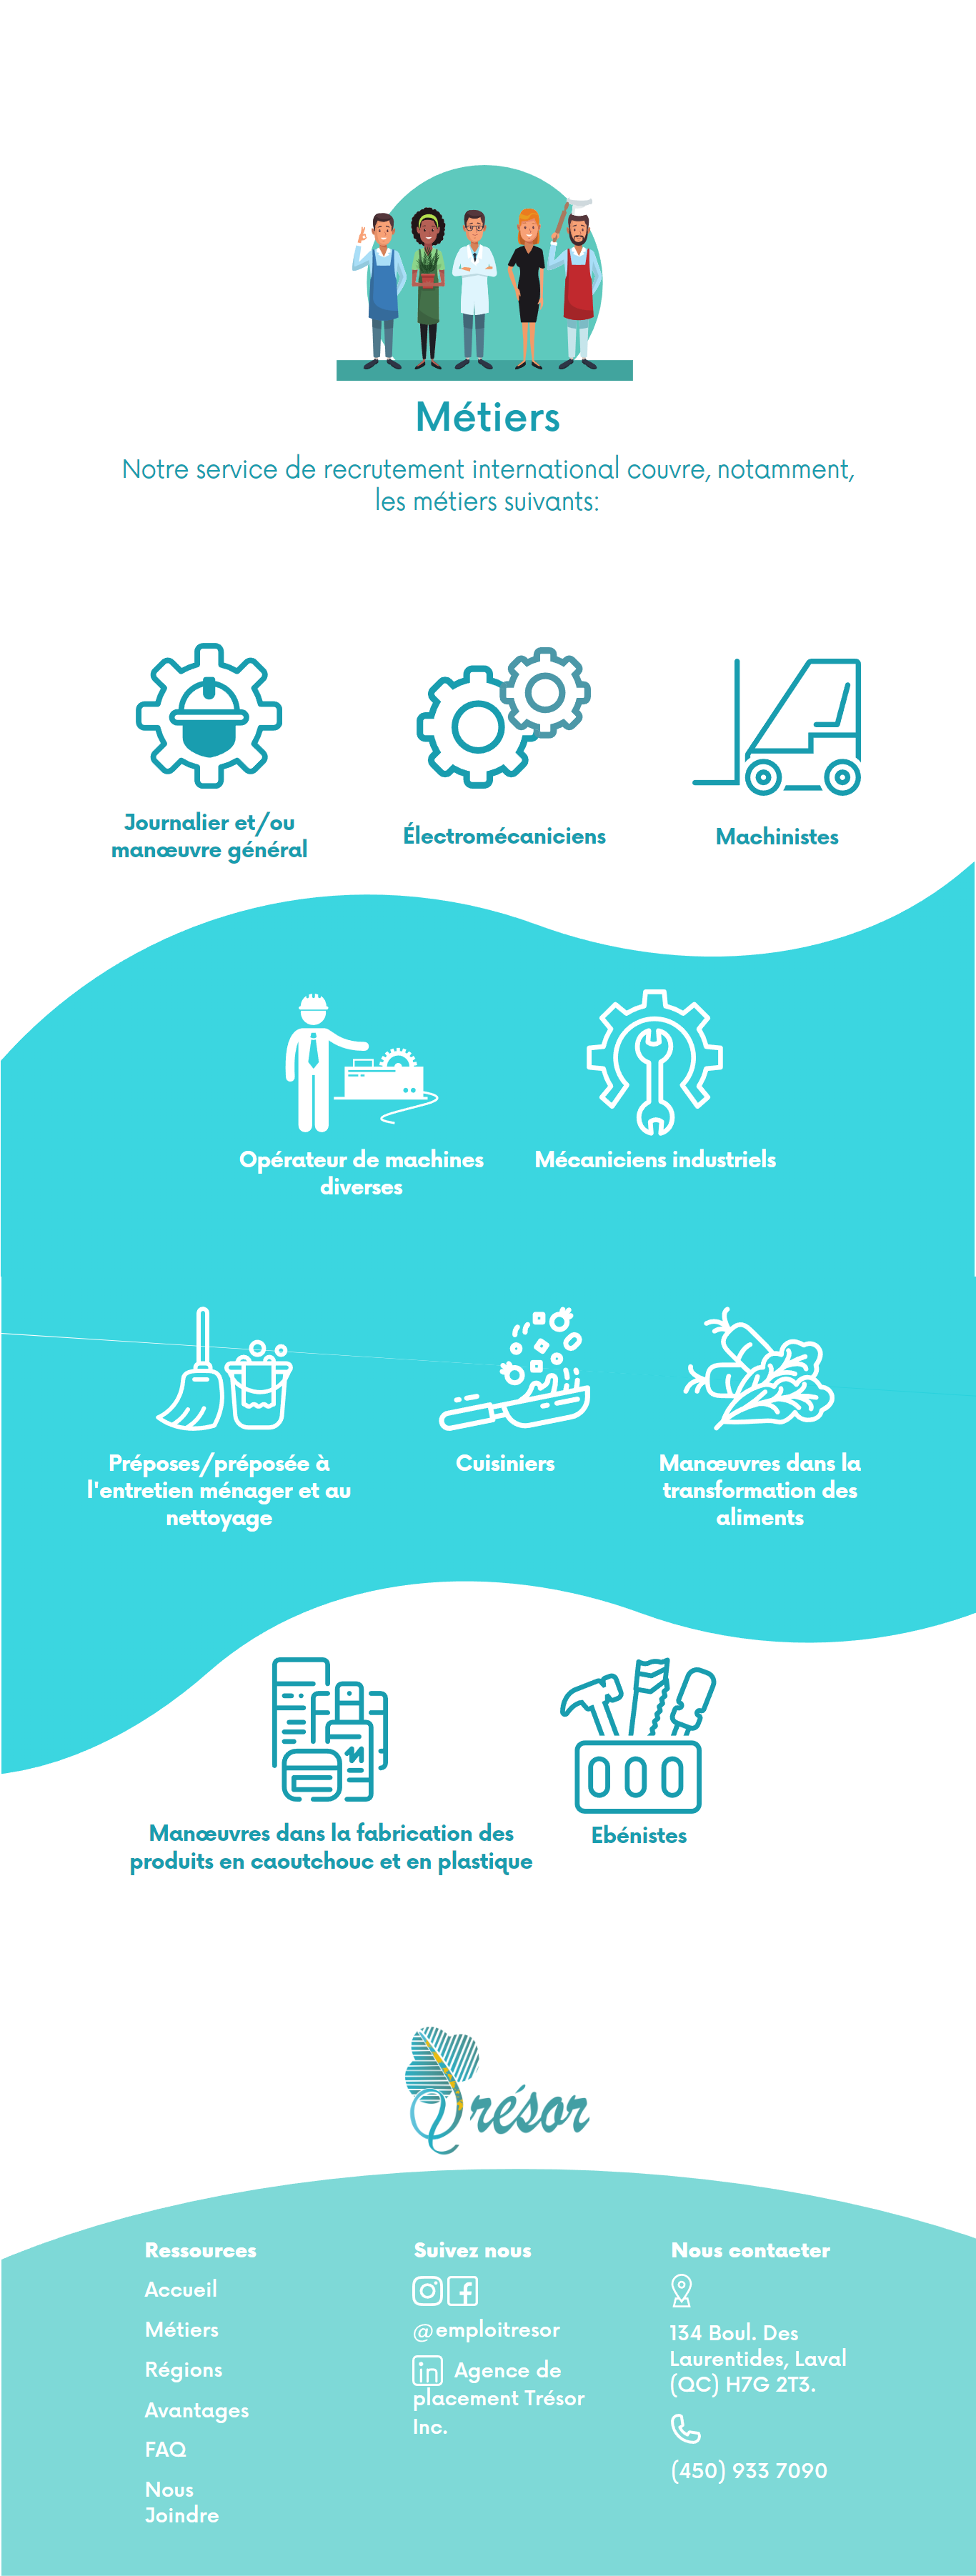 Métiers
Notre service de recrutement international couvre, notamment,
les métiers suivants:
Journalier et/ou
manœuvre général
Électromécaniciens
Machinistes
Opérateur de machines
diverses
Mécaniciens industriels
Préposes/préposée à
l'entretien ménager et au
nettoyage
Cuisiniers
Manœuvres dans la
transformation des
aliments
Manœuvres dans la fabrication des
produits en caoutchouc et en plastique
Ebénistes
Trésor
Ressources
Accueil
Métiers
Régions
Avantages
FAQ
Nous
Joindre
Suivez nous
@emploitresor
in Agence de
placement Trésor
Inc.
Nous contacter
134 Boul. Des
Laurentides, Laval
(QC) H7G 2T3.
(450) 933 7090